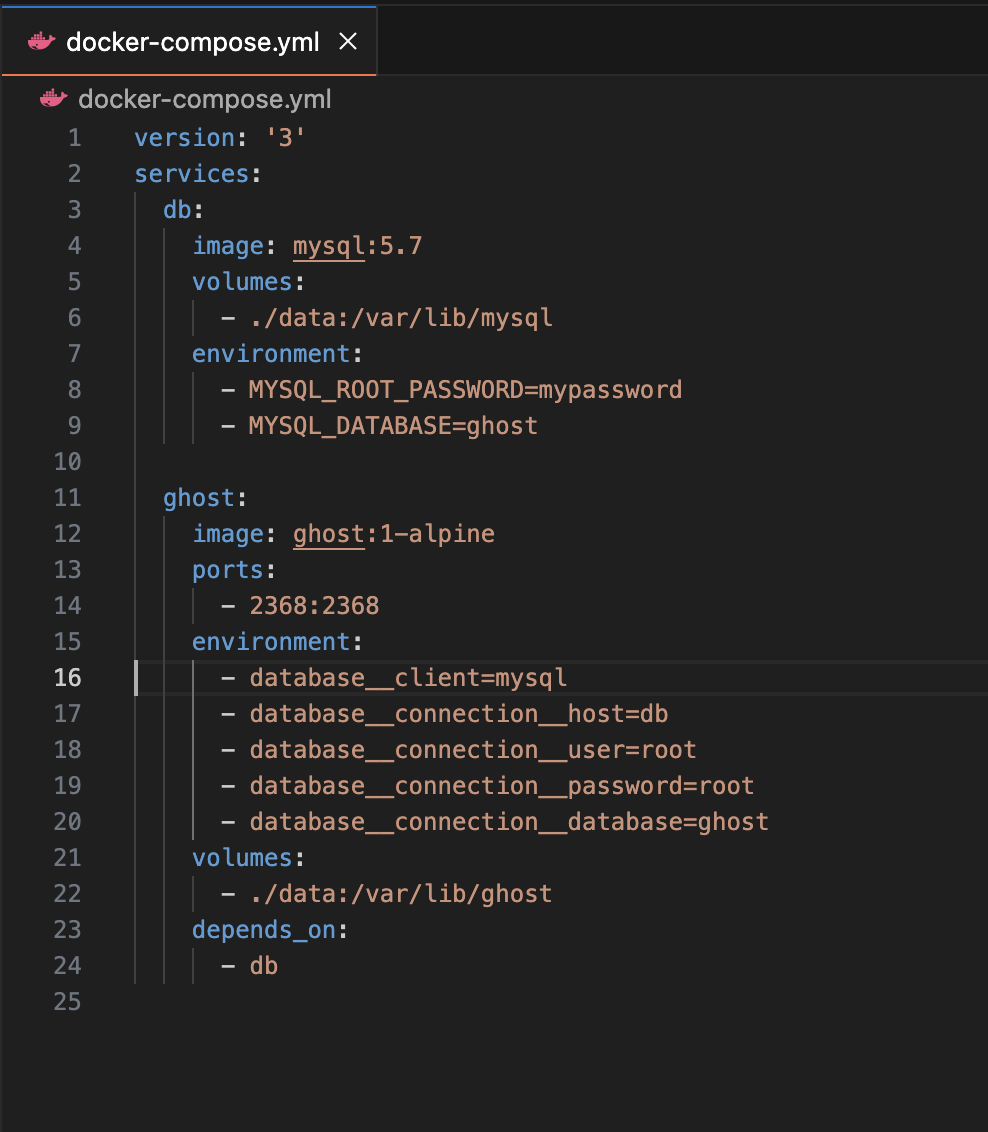 docker-compose.yml
docker-compose.yml
1 version: '3'
2 services:
3   db:
4     image: mysql:5.7
5     volumes:
6       - ./data:/var/lib/mysql
7     environment:
8       - MYSQL_ROOT_PASSWORD=mypassword
9       - MYSQL_DATABASE=ghost
10
11   ghost:
12     image: ghost:1-alpine
13     ports:
14       - 2368:2368
15     environment:
16       - database__client=mysql
17       - database__connection__host=db
18       - database__connection__user=root
19       - database__connection__password=root
20       - database__connection__database=ghost
21     volumes:
22       - ./data:/var/lib/ghost
23     depends_on:
24       - db
25